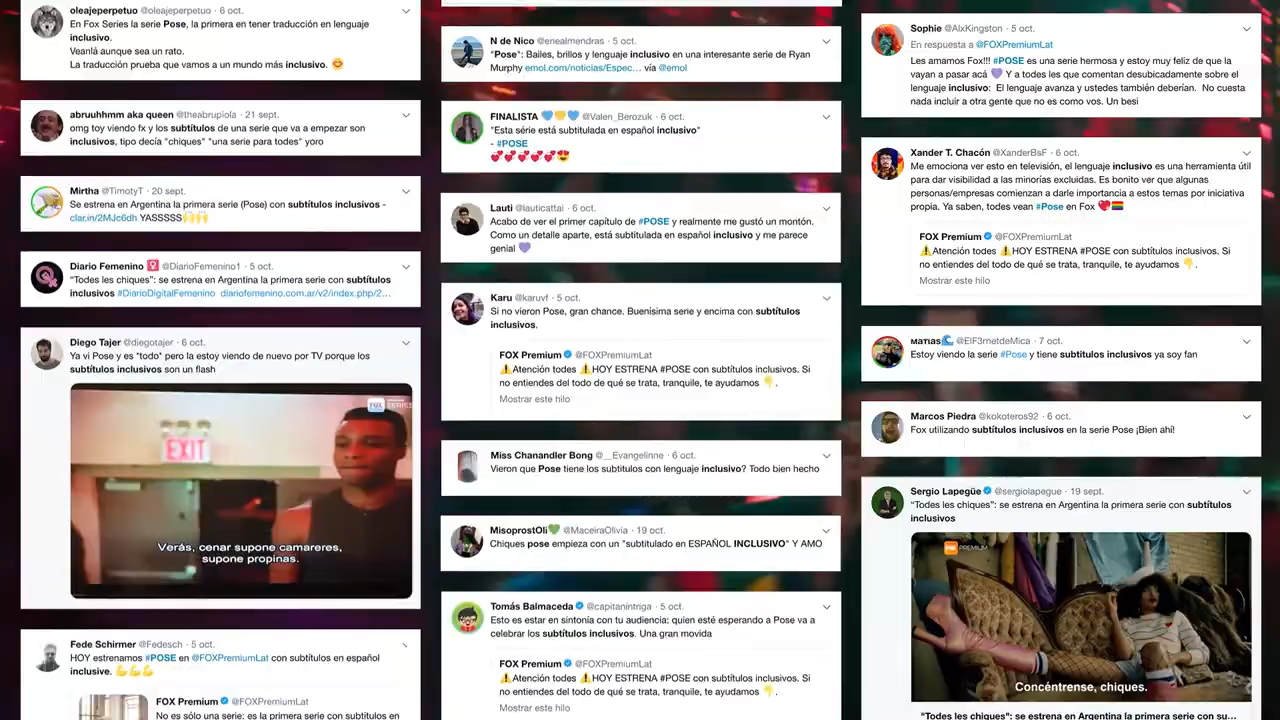 oleajeperpetuo @oleajeperpetuo · 6 oct.
En Fox Series la serie Pose, la primera en tener traducción en lenguaje
inclusivo.
Veanlá aunque sea un rato.
La traducción prueba que vamos a un mundo más inclusivo. 😊
abruuhhmm aka queen @theabrupiola · 21 sept.
omg toy viendo fx y los subtítulos de una serie que va a empezar son
inclusivos, tipo decía "chiques" "una serie para todes" yoro
Mirtha @TimotyT · 20 sept.
Se estrena en Argentina la primera serie (Pose) con subtítulos inclusivos -
clar.in/2MJc6dh YASSSSS🙌🙌
Diario Femenino 🚺 @DiarioFemenino1 · 5 oct.
"Todes les chiques": se estrena en Argentina la primera serie con subtítulos
inclusivos #DiarioDigitalFemenino diariofemenino.com.ar/v2/index.php/2...
Diego Tajer @diegotajer · 6 oct.
Ya vi Pose y es *todo* pero la estoy viendo de nuevo por TV porque los
subtítulos inclusivos son un flash
FOX SERIES
EXIT
Verás, cenar supone camareres,
supone propinas.
Fede Schirmer @Fedesch · 5 oct.
HOY estrenamos #POSE en @FOXPremiumLat con subtítulos en español
inclusive. 💪💪💪
FOX Premium @FOXPremiumLat
No es sólo una serie: es la primera serie con subtítulos en
N de Nico @enealmendras · 5 oct.
"Pose": Bailes, brillos y lenguaje inclusivo en una interesante serie de Ryan
Murphy emol.com/noticias/Espec... vía @emol
FINALISTA 💙💛💙 @Valen_Berozuk · 6 oct.
"Esta série está subtitulada en español inclusivo"
- #POSE
💞💞💞💞💞😍
Lauti @lauticattai · 6 oct.
Acabo de ver el primer capítulo de #POSE y realmente me gustó un montón.
Como un detalle aparte, está subtitulada en español inclusivo y me parece
genial 💜
Karu @karuvf · 5 oct.
Si no vieron Pose, gran chance. Buenísima serie y encima con subtítulos
inclusivos.
FOX Premium @FOXPremiumLat
⚠️Atención todes ⚠️HOY ESTRENA #POSE con subtítulos inclusivos. Si
no entiendes del todo de qué se trata, tranquile, te ayudamos 👇.
Mostrar este hilo
Miss Chanandler Bong @__Evangelinne · 6 oct.
Vieron que Pose tiene los subtitulos con lenguaje inclusivo? Todo bien hecho
MisoprostOli💚 @MaceiraOlivia · 19 oct.
Chiques pose empieza con un "subtitulado en ESPAÑOL INCLUSIVO" Y AMO
Tomás Balmaceda @capitanintriga · 5 oct.
Esto es estar en sintonía con tu audiencia: quien esté esperando a Pose va a
celebrar los subtítulos inclusivos. Una gran movida
FOX Premium @FOXPremiumLat
⚠️Atención todes ⚠️HOY ESTRENA #POSE con subtítulos inclusivos. Si
no entiendes del todo de qué se trata, tranquile, te ayudamos 👇.
Mostrar este hilo
Sophie @AlxKingston · 5 oct.
En respuesta a @FOXPremiumLat
Les amamos Fox!!! #POSE es una serie hermosa y estoy muy feliz de que la
vayan a pasar acá 💜 Y a todes les que comentan desubicadamente sobre el
lenguaje inclusivo: El lenguaje avanza y ustedes también deberían. No cuesta
nada incluir a otra gente que no es como vos. Un besi
Xander T. Chacón @XanderBsF · 6 oct.
Me emociona ver esto en televisión, el lenguaje inclusivo es una herramienta útil
para dar visibilidad a las minorías excluidas. Es bonito ver que algunas
personas/empresas comienzan a darle importancia a estos temas por iniciativa
propia. Ya saben, todes vean #Pose en Fox ❤️🏳️‍🌈
FOX Premium @FOXPremiumLat
⚠️Atención todes ⚠️HOY ESTRENA #POSE con subtítulos inclusivos. Si
no entiendes del todo de qué se trata, tranquile, te ayudamos 👇.
Mostrar este hilo
матıаs🌊 @ElF3rnetdeMica · 7 oct.
Estoy viendo la serie #Pose y tiene subtítulos inclusivos ya soy fan
Marcos Piedra @kokoteros92 · 6 oct.
Fox utilizando subtítulos inclusivos en la serie Pose ¡Bien ahí!
Sergio Lapegüe @sergiolapegue · 19 sept.
"Todes les chiques": se estrena en Argentina la primera serie con subtítulos
inclusivos
FOX PREMIUM
Concéntrense, chiques.
"Todes les chiques": se estrena en Argentina la primera serie con su...